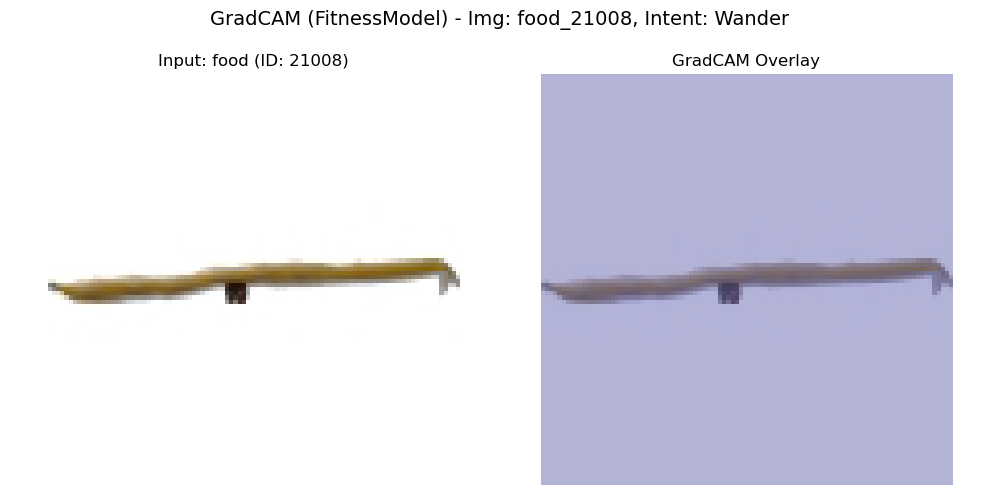 GradCAM (FitnessModel) - Img: food_21008, Intent: Wander
Input: food (ID: 21008)
GradCAM Overlay